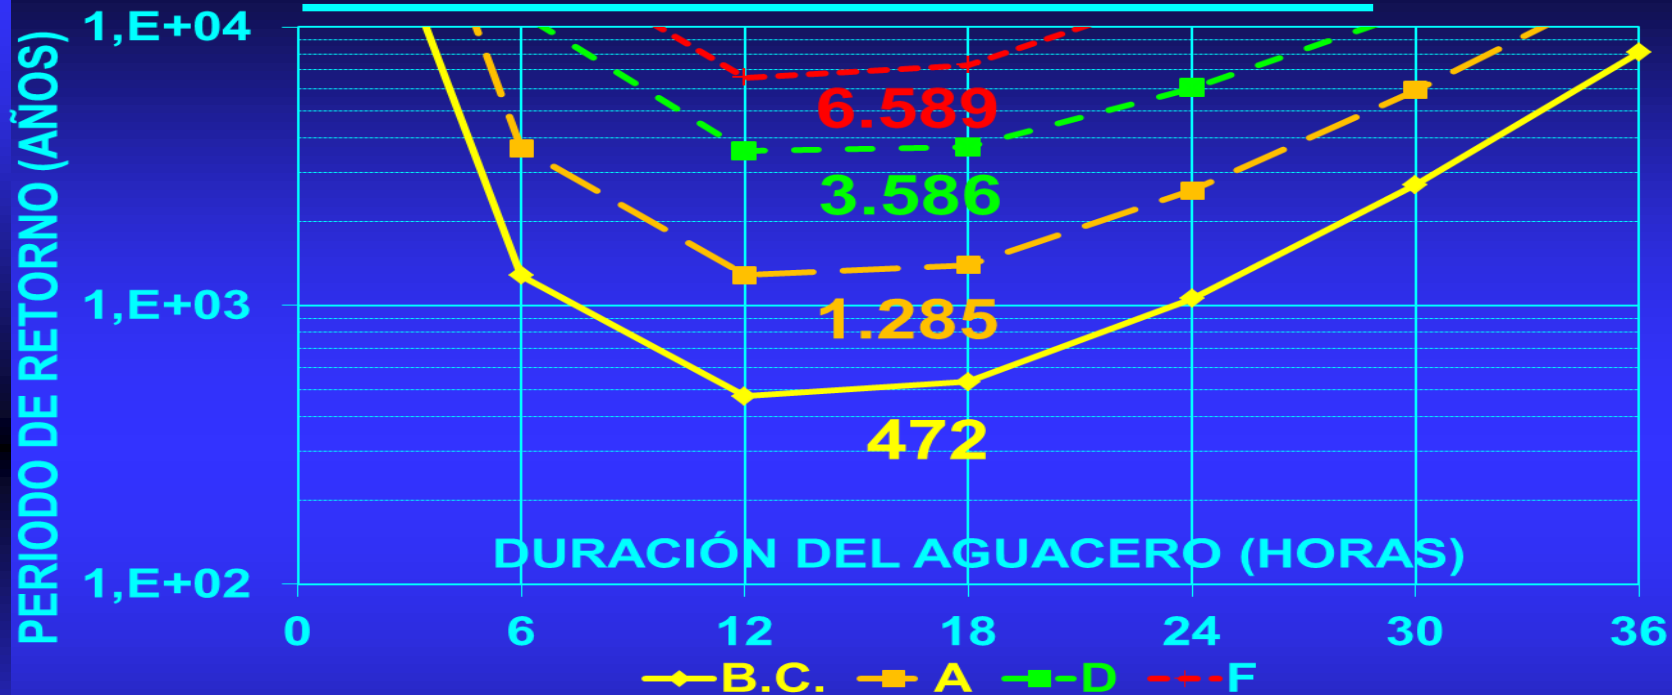 PERIODO DE RETORNO (AÑOS)
1,E+04
6.589
3.586
1,E+03
1.285
472
DURACIÓN DEL AGUACERO (HORAS)
1,E+02
0 6 12 18 24 30 36
B.C. A D F